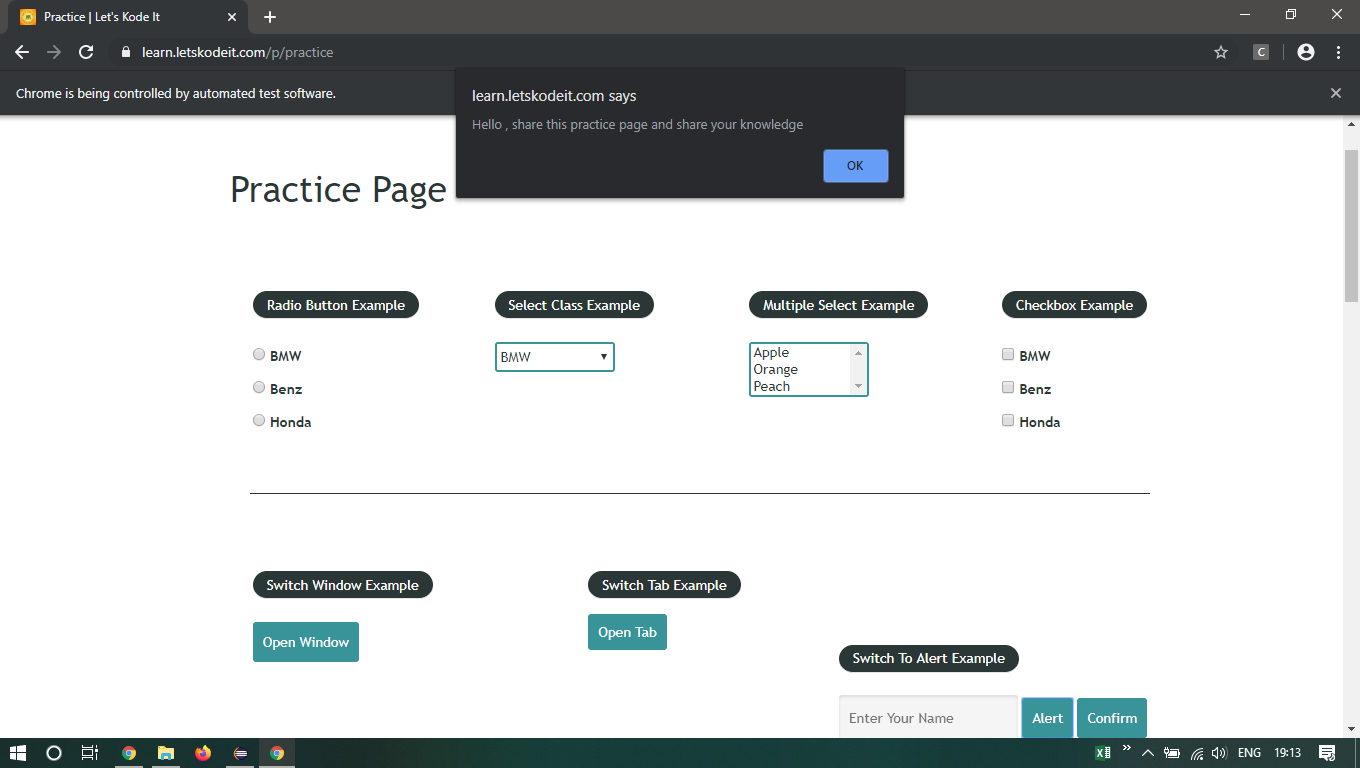 Practice | Let's Kode It
learn.letskodeit.com/p/practice
C
Chrome is being controlled by automated test software.
learn.letskodeit.com says
Hello , share this practice page and share your knowledge
OK
Practice Page
Radio Button Example
Select Class Example
Multiple Select Example
Checkbox Example
BMW
Benz
Honda
BMW
Apple
Orange
Peach
BMW
Benz
Honda
Switch Window Example
Open Window
Switch Tab Example
Open Tab
Switch To Alert Example
Enter Your Name
Alert
Confirm
ENG
19:13